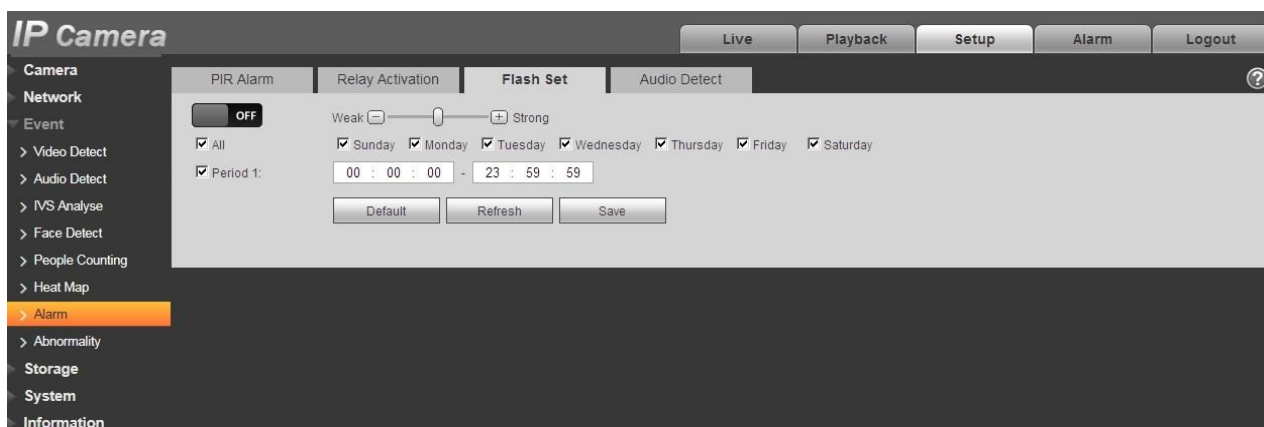 IP Camera
Live Playback Setup Alarm Logout
Camera
Network
Event
> Video Detect
> Audio Detect
> IVS Analyse
> Face Detect
> People Counting
> Heat Map
> Alarm
> Abnormality
Storage
System
Information
PIR Alarm Relay Activation Flash Set Audio Detect
?
OFF Weak - + Strong
All Sunday Monday Tuesday Wednesday Thursday Friday Saturday
Period 1: 00 : 00 : 00 - 23 : 59 : 59
Default Refresh Save